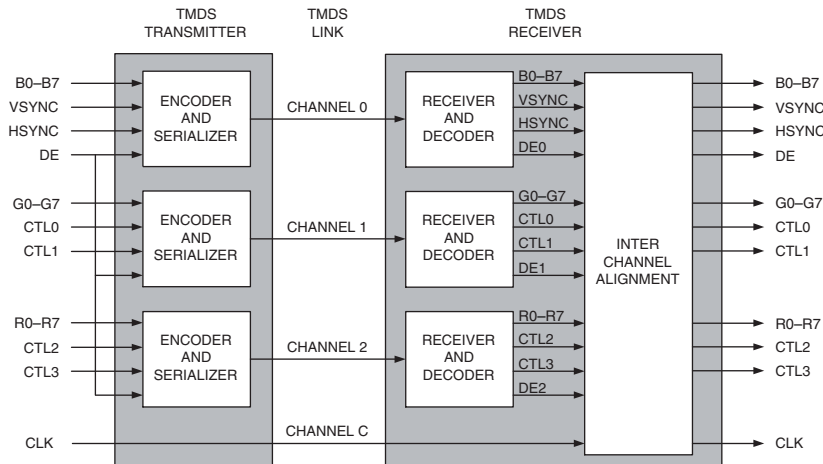 TMDS
TRANSMITTER
TMDS
LINK
TMDS
RECEIVER
B0–B7
VSYNC
HSYNC
DE
ENCODER
AND
SERIALIZER
CHANNEL 0
RECEIVER
AND
DECODER
B0–B7
VSYNC
HSYNC
DE0
B0–B7
VSYNC
HSYNC
DE
G0–G7
CTL0
CTL1
ENCODER
AND
SERIALIZER
CHANNEL 1
RECEIVER
AND
DECODER
G0–G7
CTL0
CTL1
DE1
INTER
CHANNEL
ALIGNMENT
G0–G7
CTL0
CTL1
R0–R7
CTL2
CTL3
ENCODER
AND
SERIALIZER
CHANNEL 2
RECEIVER
AND
DECODER
R0–R7
CTL2
CTL3
DE2
R0–R7
CTL2
CTL3
CLK
CHANNEL C
CLK